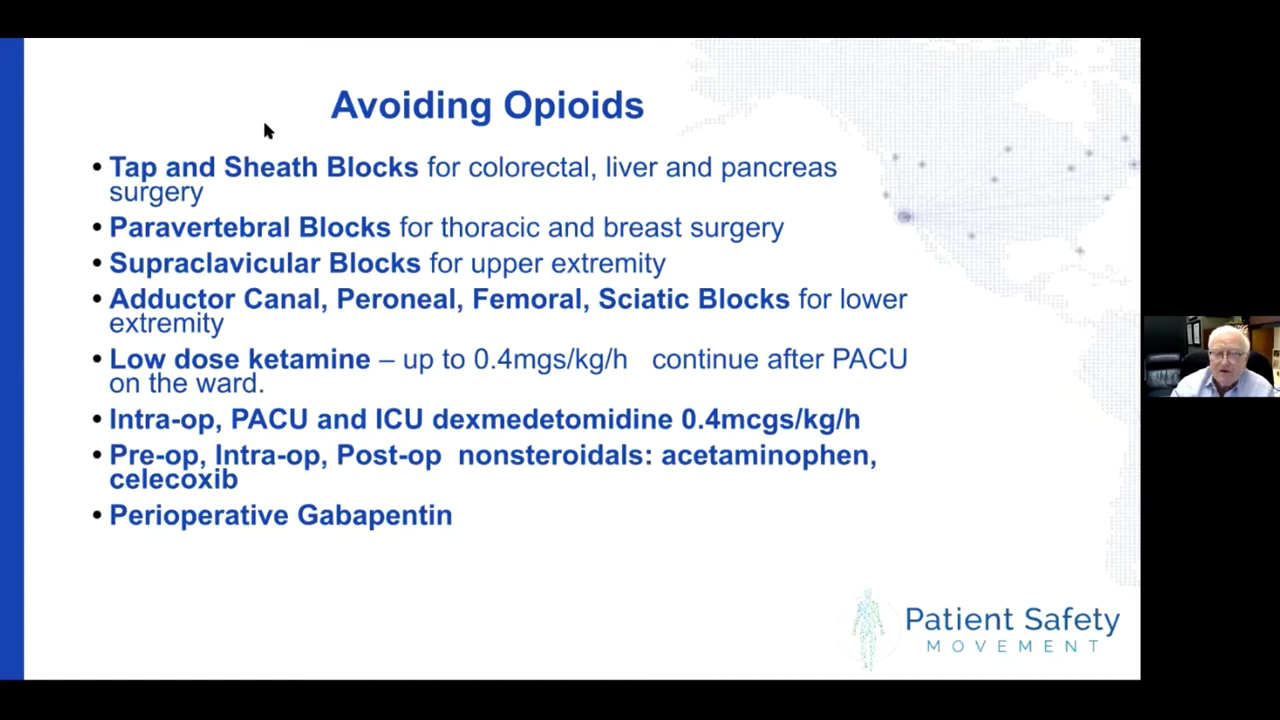 Avoiding Opioids
• Tap and Sheath Blocks for colorectal, liver and pancreas
surgery
• Paravertebral Blocks for thoracic and breast surgery
• Supraclavicular Blocks for upper extremity
• Adductor Canal, Peroneal, Femoral, Sciatic Blocks for lower
extremity
• Low dose ketamine – up to 0.4mgs/kg/h continue after PACU
on the ward.
• Intra-op, PACU and ICU dexmedetomidine 0.4mcgs/kg/h
• Pre-op, Intra-op, Post-op nonsteroidals: acetaminophen,
celecoxib
• Perioperative Gabapentin
Patient Safety
MOVEMENT